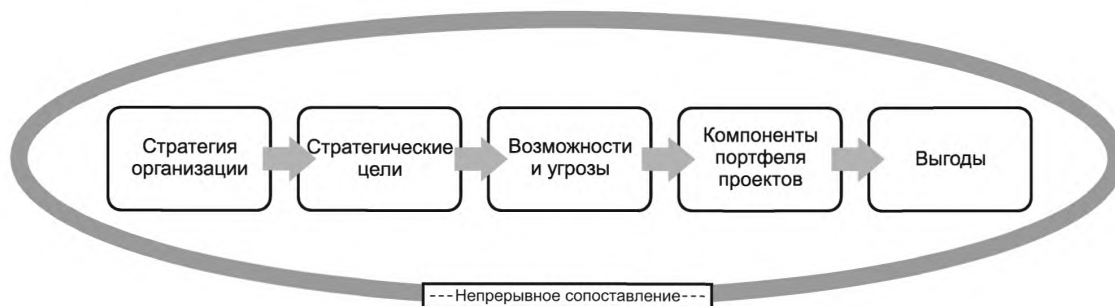 Стратегия
организации
Стратегические
цели
Возможности
и угрозы
Компоненты
портфеля
проектов
Выгоды
---Непрерывное сопоставление---